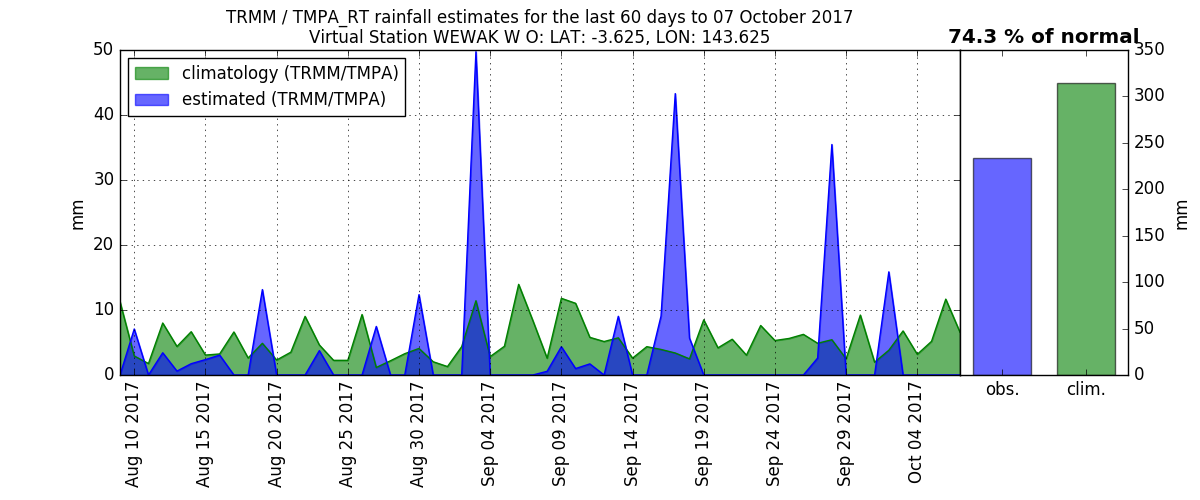 TRMM / TMPA_RT rainfall estimates for the last 60 days to 07 October 2017
Virtual Station WEWAK W O: LAT: -3.625, LON: 143.625
74.3 % of normal
climatology (TRMM/TMPA)
estimated (TRMM/TMPA)
50
40
30
20
10
0
mm
Aug 10 2017
Aug 15 2017
Aug 20 2017
Aug 25 2017
Aug 30 2017
Sep 04 2017
Sep 09 2017
Sep 14 2017
Sep 19 2017
Sep 24 2017
Sep 29 2017
Oct 04 2017
350
300
250
200
150
100
50
0
mm
obs.
clim.